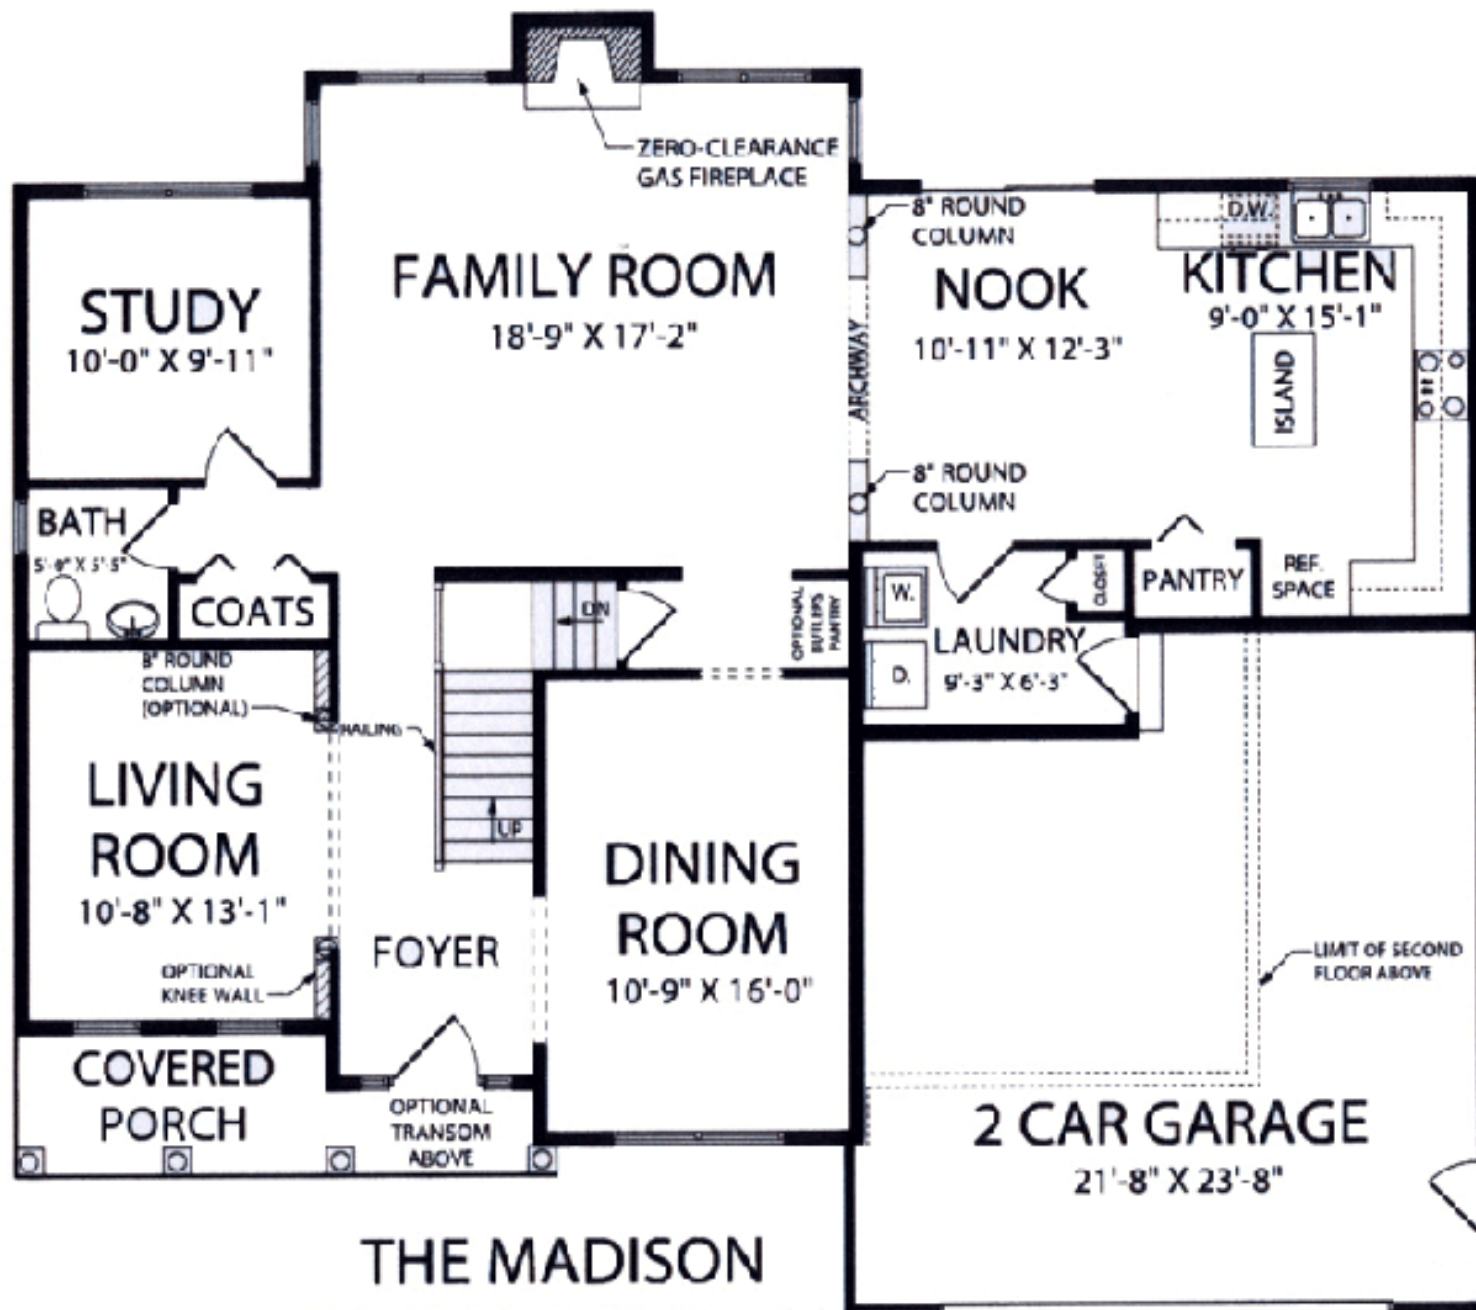 ZERO-CLEARANCE
GAS FIREPLACE
8" ROUND
COLUMN
D.W.
FAMILY ROOM
18'-9" X 17'-2"
STUDY
10'-0" X 9'-11"
NOOK
10'-11" X 12'-3"
KITCHEN
9'-0" X 15'-1"
ARCHWAY
ISLAND
8" ROUND
COLUMN
BATH
COATS
DN
OPTIONAL
BUTLER'S
PANTRY
W.
CLOSET
PANTRY
REF.
SPACE
LAUNDRY
9'-3" X 6'-3"
D.
8" ROUND
COLUMN
(OPTIONAL)
RAILING
UP
LIVING
ROOM
10'-8" X 13'-1"
OPTIONAL
KNEE WALL
FOYER
DINING
ROOM
10'-9" X 16'-0"
LIMIT OF SECOND
FLOOR ABOVE
COVERED
PORCH
OPTIONAL
TRANSOM
ABOVE
2 CAR GARAGE
21'-8" X 23'-8"
THE MADISON